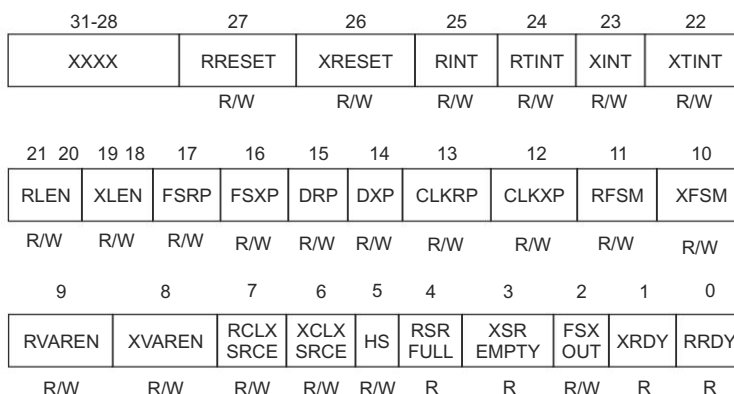 31-28 27 26 25 24 23 22
XXXX RRESET XRESET RINT RTINT XINT XTINT
R/W R/W R/W R/W R/W R/W
21 20 19 18 17 16 15 14 13 12 11 10
RLEN XLEN FSRP FSXP DRP DXP CLKRP CLKXP RFSM XFSM
R/W R/W R/W R/W R/W R/W R/W R/W R/W R/W
9 8 7 6 5 4 3 2 1 0
RVAREN XVAREN RCLX XCLX HS RSR XSR FSX XRDY RRDY
SRCE SRCE FULL EMPTY OUT
R/W R/W R/W R/W R/W R R R/W R R